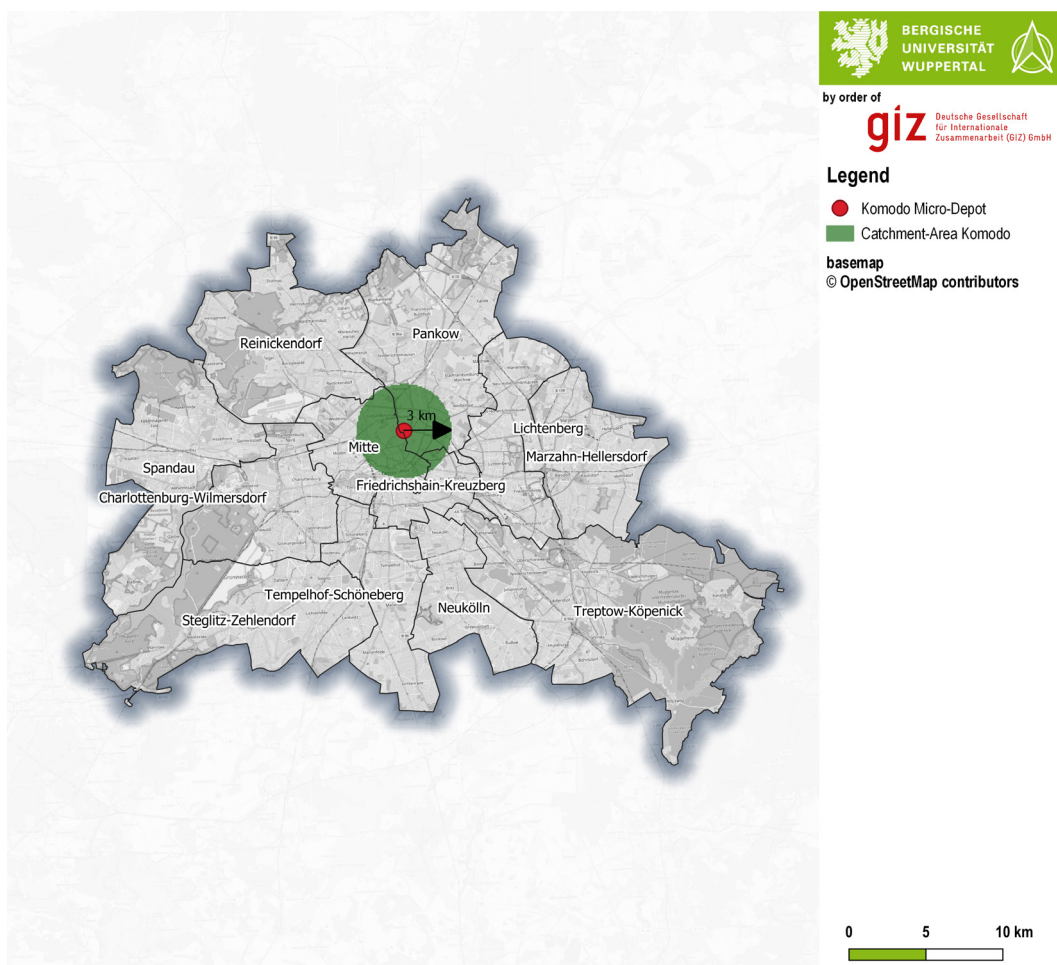 BERGISCHE
UNIVERSITÄT
WUPPERTAL
by order of
giz
Deutsche Gesellschaft
für Internationale
Zusammenarbeit (GIZ) GmbH
Legend
Komodo Micro-Depot
Catchment-Area Komodo
basemap
© OpenStreetMap contributors
Pankow
Reinickendorf
3 km
Lichtenberg
Mitte
Marzahn-Hellersdorf
Spandau
Friedrichshain-Kreuzberg
Charlottenburg-Wilmersdorf
Tempelhof-Schöneberg
Neukölln
Treptow-Köpenick
Steglitz-Zehlendorf
0 5 10 km